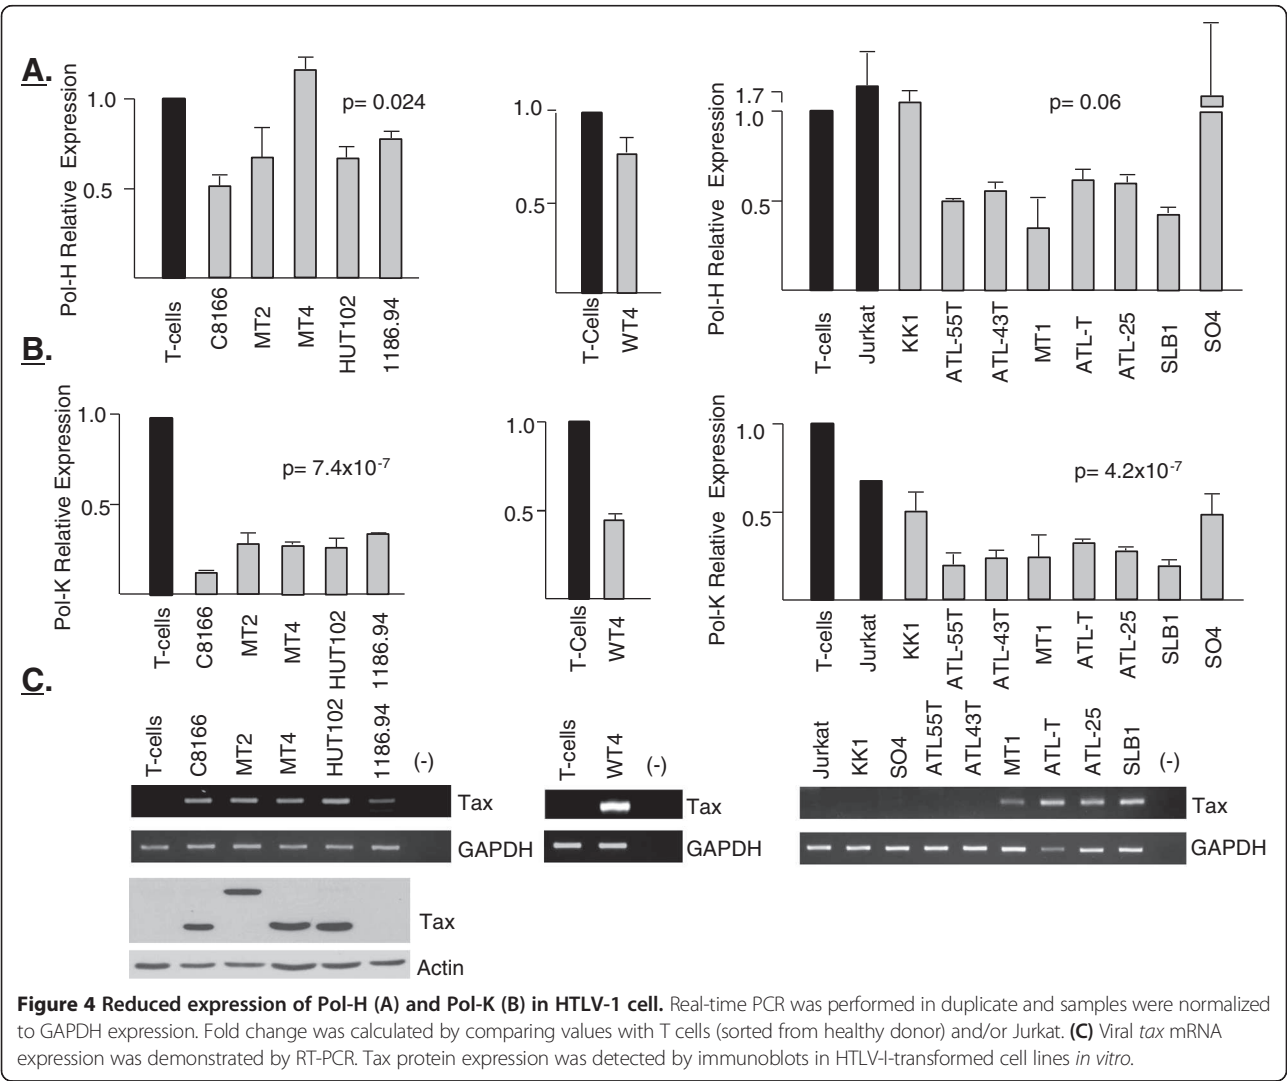 A.
Pol-H Relative Expression
1.0
0.5
p= 0.024
T-cells
C8166
MT2
MT4
HUT102
1186.94
1.0
0.5
T-Cells
WT4
Pol-H Relative Expression
1.7
1.0
0.5
p= 0.06
T-cells
Jurkat
KK1
ATL-55T
ATL-43T
MT1
ATL-T
ATL-25
SLB1
SO4
B.
Pol-K Relative Expression
1.0
0.5
p= 7.4x10-7
T-cells
C8166
MT2
MT4
HUT102
1186.94
1.0
0.5
T-Cells
WT4
Pol-K Relative Expression
1.0
0.5
p= 4.2x10-7
T-cells
Jurkat
KK1
ATL-55T
ATL-43T
MT1
ATL-T
ATL-25
SLB1
SO4
C.
T-cells
C8166
MT2
MT4
HUT102
1186.94
(-)
Tax
GAPDH
Tax
Actin
T-cells
WT4
(-)
Tax
GAPDH
Jurkat
KK1
SO4
ATL55T
ATL43T
MT1
ATL-T
ATL-25
SLB1
(-)
Tax
GAPDH
Figure 4 Reduced expression of Pol-H (A) and Pol-K (B) in HTLV-1 cell. Real-time PCR was performed in duplicate and samples were normalized
to GAPDH expression. Fold change was calculated by comparing values with T cells (sorted from healthy donor) and/or Jurkat. (C) Viral tax mRNA
expression was demonstrated by RT-PCR. Tax protein expression was detected by immunoblots in HTLV-I-transformed cell lines in vitro.